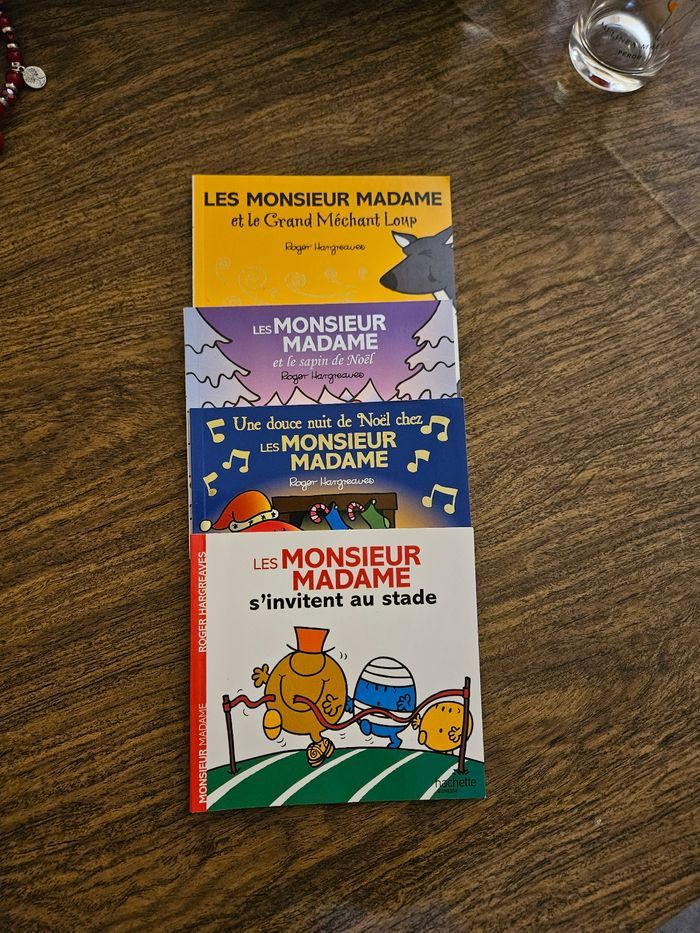 LES MONSIEUR MADAME
et le Grand Méchant Loup
Roger Hargreaves
LES MONSIEUR
MADAME
et le sapin de Noël
Roger Hargreaves
Une douce nuit de Noël chez
LES MONSIEUR
MADAME
Roger Hargreaves
LES MONSIEUR
MADAME
s'invitent au stade
ROGER HARGREAVES
MONSIEUR MADAME
hachette
JEUNESSE